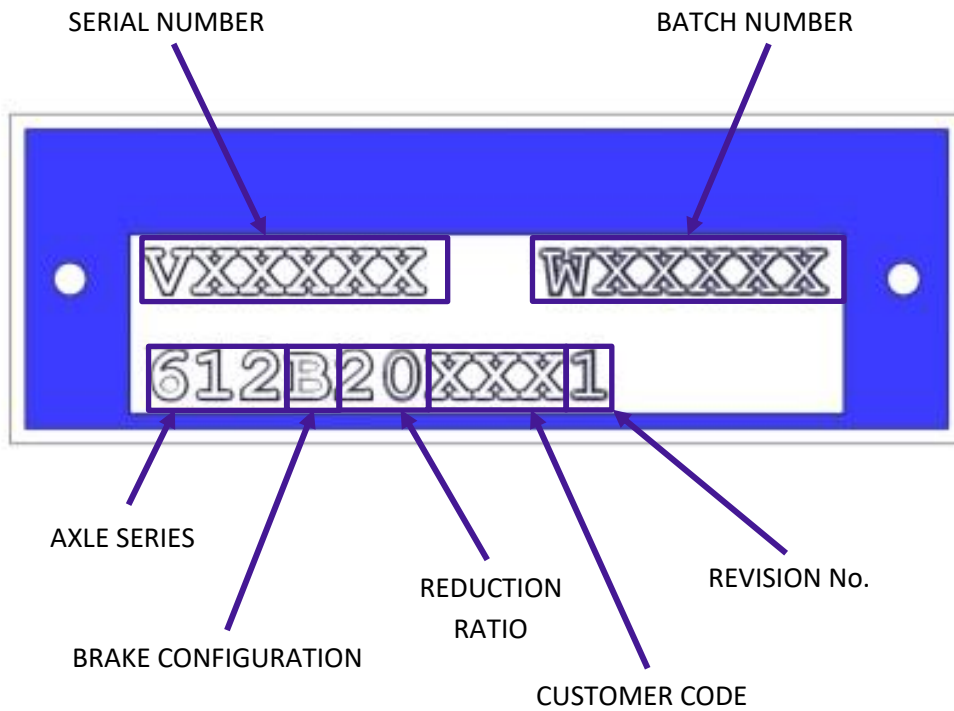 SERIAL NUMBER
BATCH NUMBER
VXXXXX
WXXXXX
612B20XXX1
AXLE SERIES
REVISION No.
REDUCTION
RATIO
BRAKE CONFIGURATION
CUSTOMER CODE